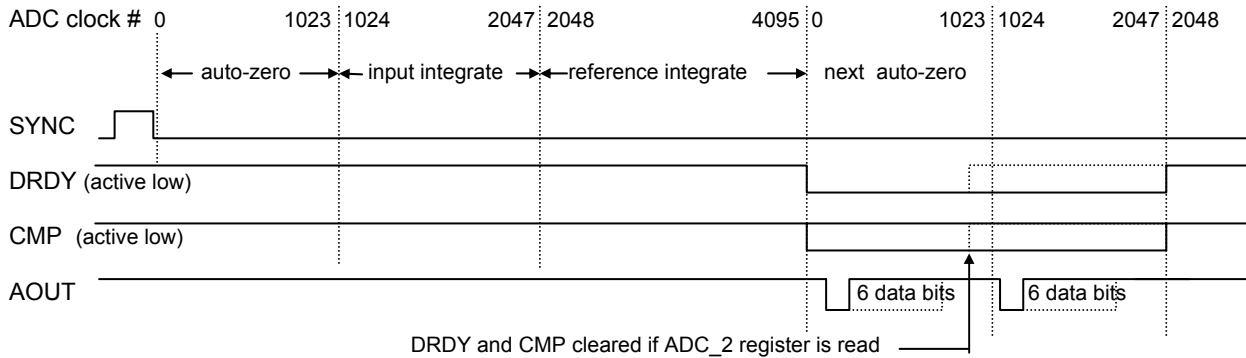 ADC clock # 0 1023 1024 2047 2048 4095 0 1023 1024 2047 2048
auto-zero input integrate reference integrate next auto-zero
SYNC
DRDY (active low)
CMP (active low)
AOUT 6 data bits 6 data bits
DRDY and CMP cleared if ADC_2 register is read